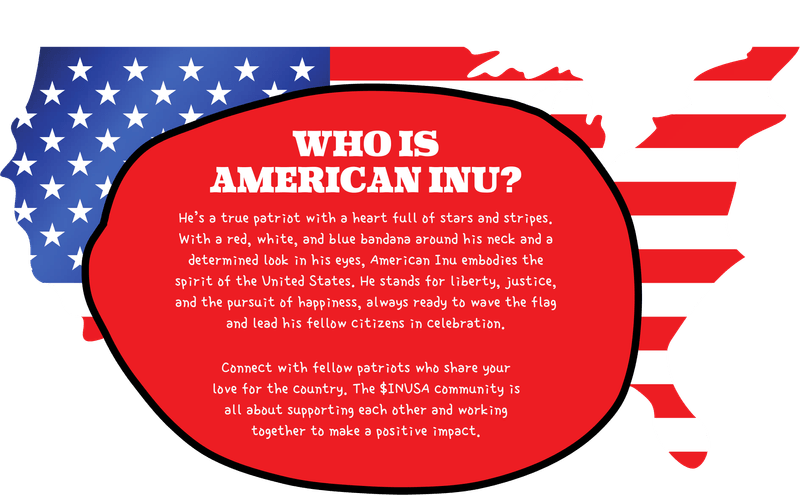 WHO IS
AMERICAN INU?
He's a true patriot with a heart full of stars and stripes.
With a red, white, and blue bandana around his neck and a
determined look in his eyes, American Inu embodies the
spirit of the United States. He stands for liberty, justice,
and the pursuit of happiness, always ready to wave the flag
and lead his fellow citizens in celebration.
Connect with fellow patriots who share your
love for the country. The $INUSA community is
all about supporting each other and working
together to make a positive impact.